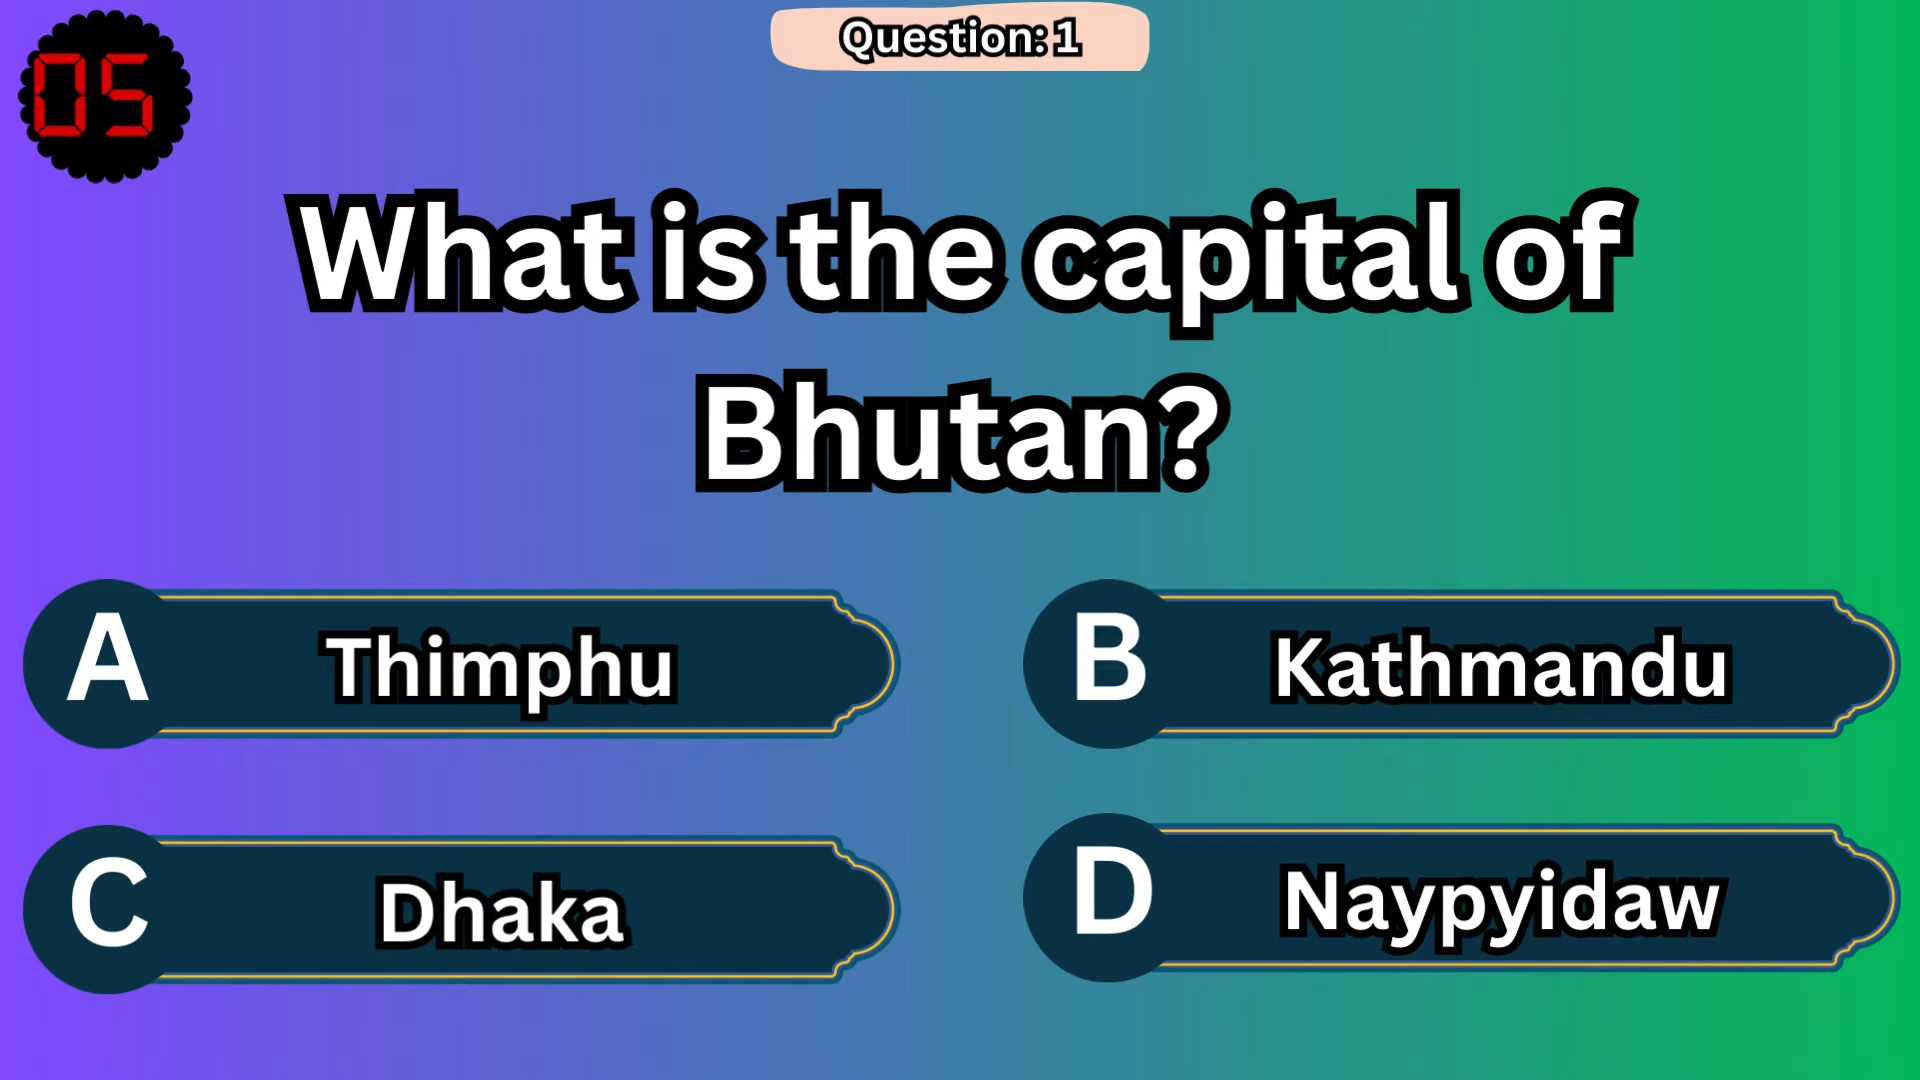 05
Question: 1
What is the capital of
Bhutan?
A Thimphu
B Kathmandu
C Dhaka
D Naypyidaw